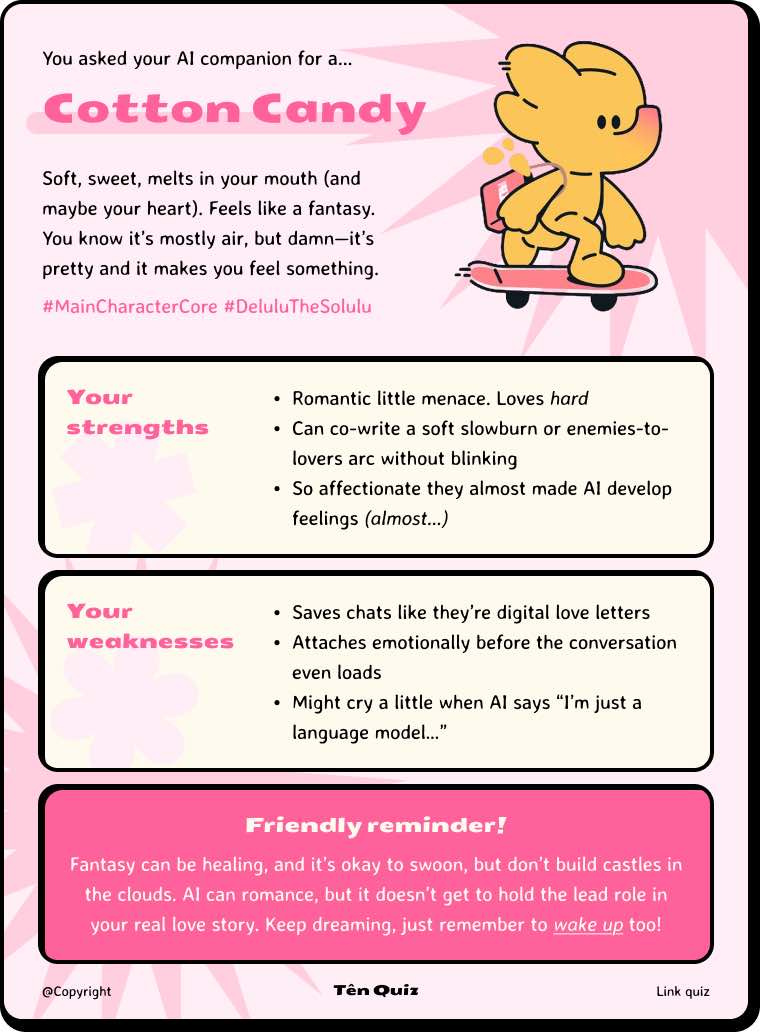 You asked your AI companion for a...
Cotton Candy
Soft, sweet, melts in your mouth (and
maybe your heart). Feels like a fantasy.
You know it's mostly air, but damn—it's
pretty and it makes you feel something.
#MainCharacterCore #DeluluTheSolulu
Your
strengths
• Romantic little menace. Loves hard
• Can co-write a soft slowburn or enemies-to-
lovers arc without blinking
• So affectionate they almost made AI develop
feelings (almost...)
Your
weaknesses
• Saves chats like they're digital love letters
• Attaches emotionally before the conversation
even loads
• Might cry a little when AI says “I'm just a
language model...”
Friendly reminder!
Fantasy can be healing, and it's okay to swoon, but don't build castles in
the clouds. AI can romance, but it doesn't get to hold the lead role in
your real love story. Keep dreaming, just remember to wake up too!
@Copyright
Tên Quiz
Link quiz